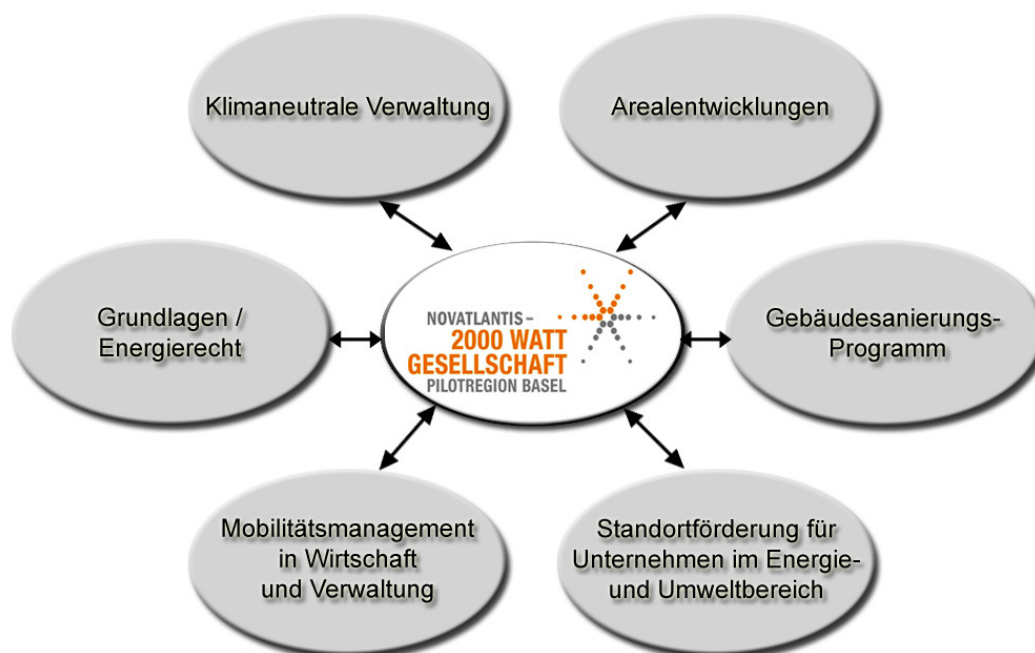 Klimaneutrale Verwaltung
Arealentwicklungen
Grundlagen /
Energierecht
NOVATLANTIS –
2000 WATT
GESELLSCHAFT
PILOTREGION BASEL
Gebäudesanierungs-
Programm
Mobilitätsmanagement
in Wirtschaft
und Verwaltung
Standortförderung für
Unternehmen im Energie-
und Umweltbereich